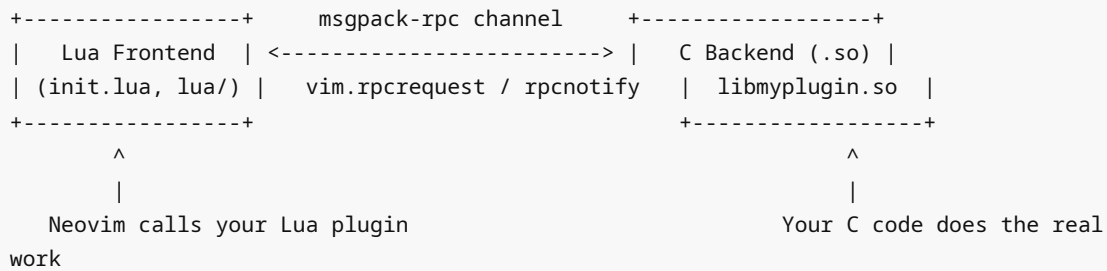 +-----------------+     msgpack-rpc channel     +------------------+
|   Lua Frontend  | <-------------------------> |   C Backend (.so) |
| (init.lua, lua/) |   vim.rpcrequest / rpcnotify   |  libmyplugin.so  |
+-----------------+                                 +------------------+
        ^                                                        ^
        |                                                        |
   Neovim calls your Lua plugin                             Your C code does the real
work